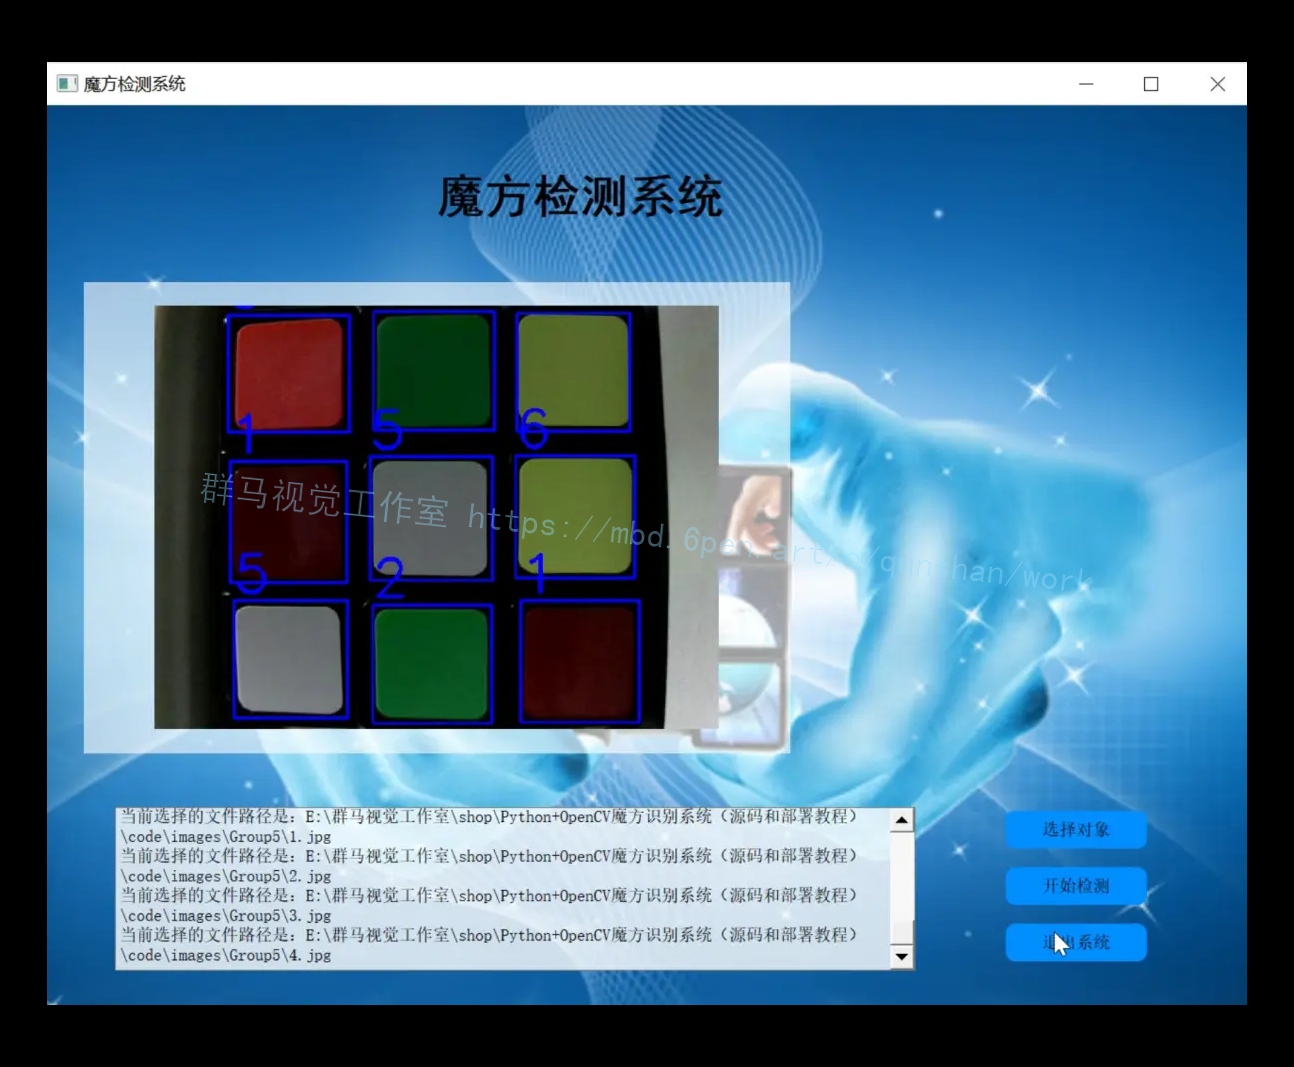 魔方检测系统
魔方检测系统
1
5
6
群马视觉工作室 https://mbd.6pen.art/o/qunshan/work
5
2
1
当前选择的文件路径是：E:\群马视觉工作室\shop\Python+OpenCV魔方识别系统（源码和部署教程）
\code\images\Group5\1.jpg
当前选择的文件路径是：E:\群马视觉工作室\shop\Python+OpenCV魔方识别系统（源码和部署教程）
\code\images\Group5\2.jpg
当前选择的文件路径是：E:\群马视觉工作室\shop\Python+OpenCV魔方识别系统（源码和部署教程）
\code\images\Group5\3.jpg
当前选择的文件路径是：E:\群马视觉工作室\shop\Python+OpenCV魔方识别系统（源码和部署教程）
\code\images\Group5\4.jpg
选择对象
开始检测
退出系统